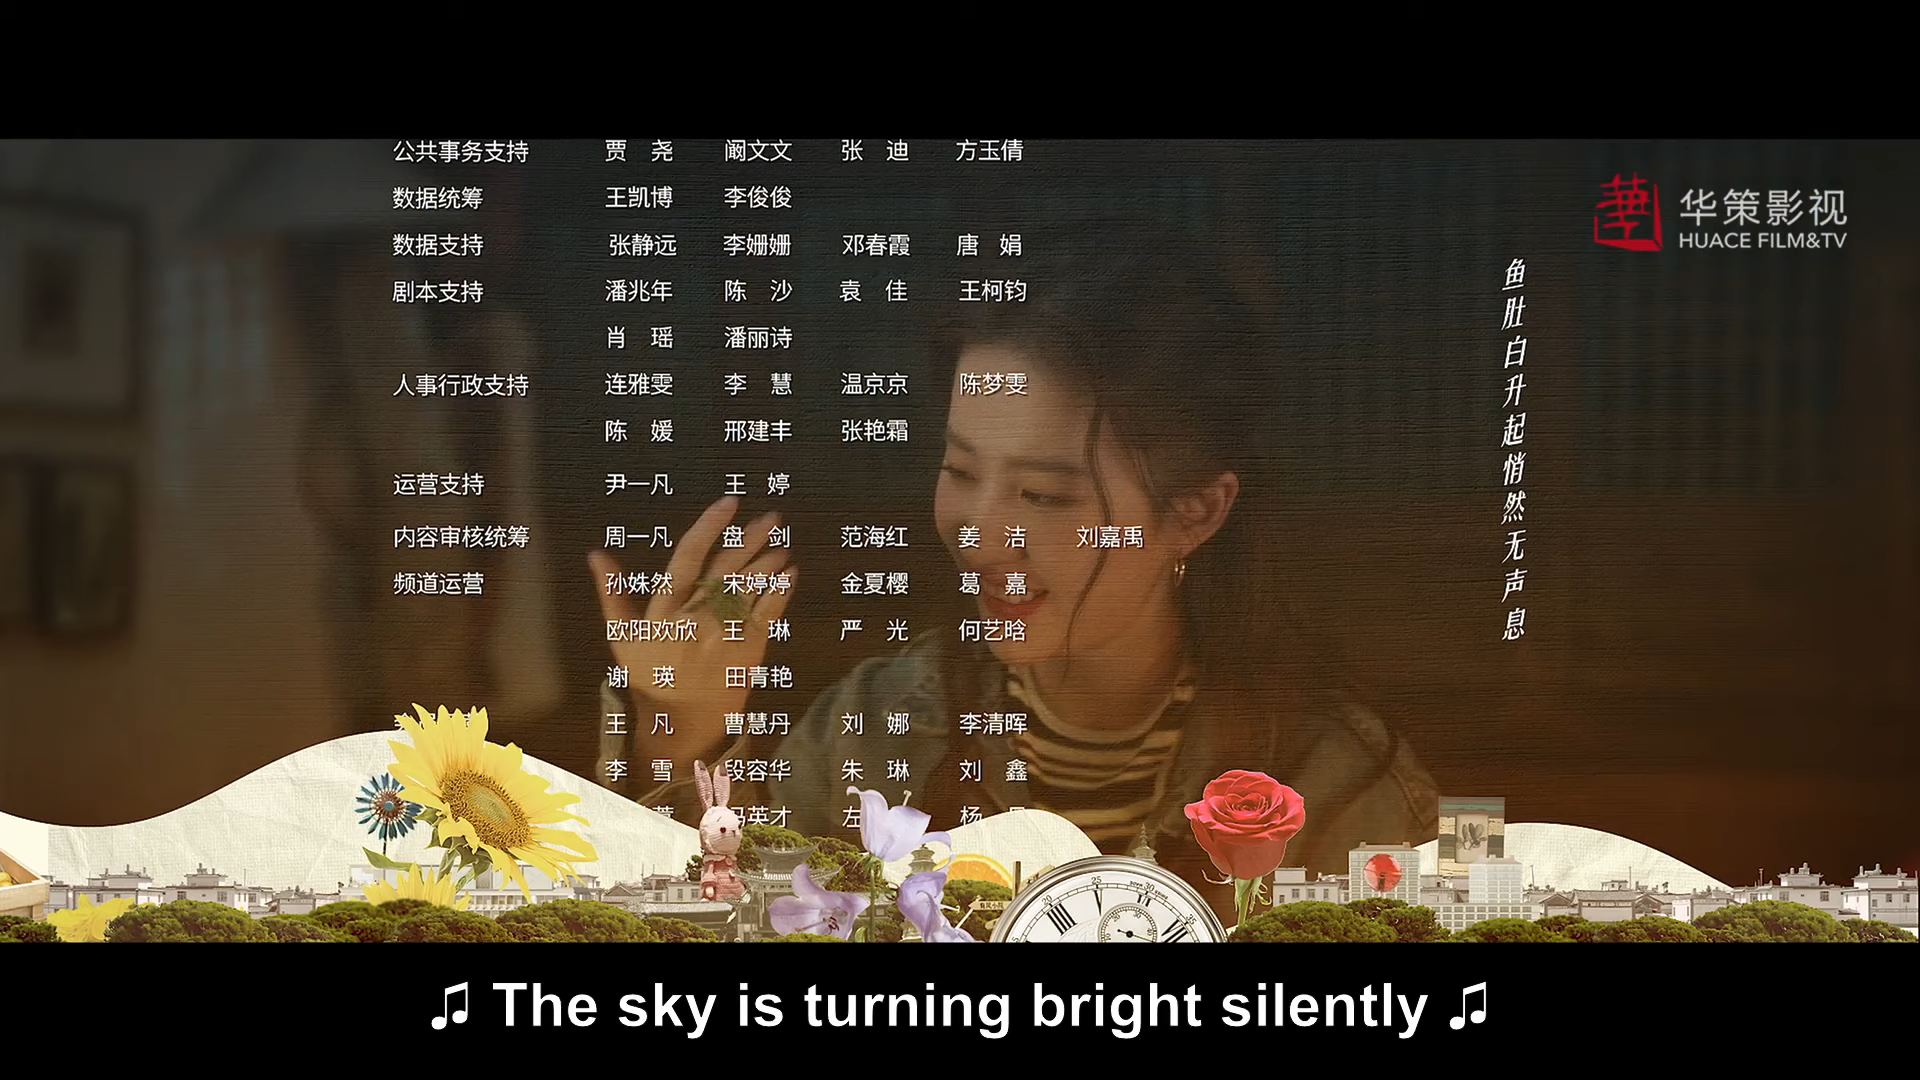 公共事务支持 贾 尧 阚文文 张 迪 方玉倩
数据统筹 王凯博 李俊俊
数据支持 张静远 李姗姗 邓春霞 唐 娟
剧本支持 潘兆年 陈 沙 袁 佳 王柯钧
肖 瑶 潘丽诗
人事行政支持 连雅雯 李 慧 温京京 陈梦雯
陈 媛 邢建丰 张艳霜
运营支持 尹一凡 王 婷
内容审核统筹 周一凡 盘 剑 范海红 姜 洁 刘嘉禹
频道运营 孙姝然 宋婷婷 金夏樱 葛 嘉
欧阳欢欣 王 琳 严 光 何艺晗
谢 瑛 田青艳
王 凡 曹慧丹 刘 娜 李清晖
李 雪 段容华 朱 琳 刘 鑫
冯英才 左 杨
华策影视
HUACE FILM&TV
鱼肚白升起悄然无声息
♫ The sky is turning bright silently ♫